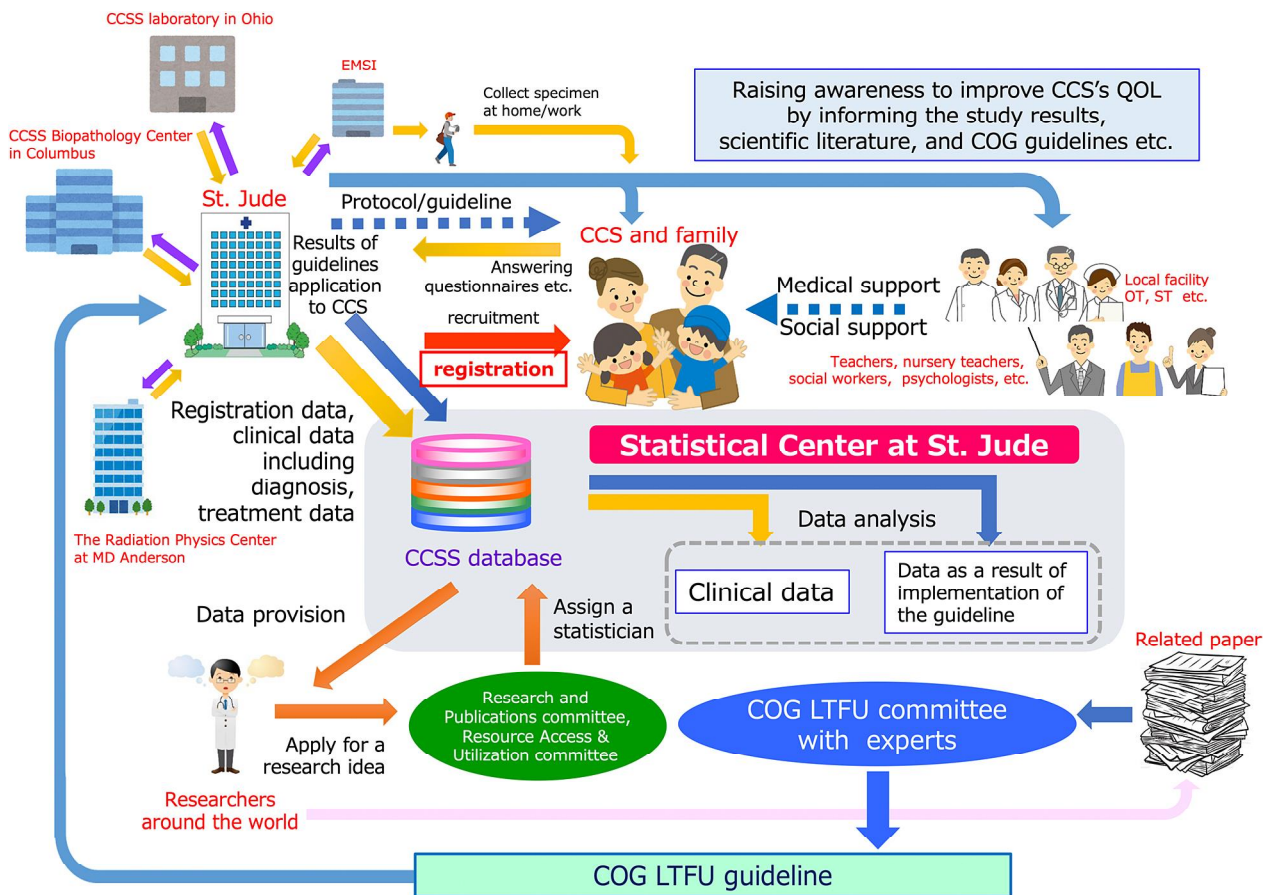 CCSS laboratory in Ohio
EMSI
Collect specimen
at home/work
Raising awareness to improve CCS's QOL
by informing the study results,
scientific literature, and COG guidelines etc.
CCSS Biopathology Center
in Columbus
St. Jude
Protocol/guideline
Results of
guidelines
application
to CCS
Answering
questionnaires etc.
CCS and family
recruitment
registration
Medical support
Social support
Local facility
OT, ST etc.
Teachers, nursery teachers,
social workers, psychologists, etc.
Registration data,
clinical data
including
diagnosis,
treatment data
The Radiation Physics Center
at MD Anderson
Statistical Center at St. Jude
CCSS database
Data analysis
Clinical data
Data as a result of
implementation of
the guideline
Data provision
Assign a
statistician
Related paper
Research and
Publications committee,
Resource Access &
Utilization committee
COG LTFU committee
with experts
Apply for a
research idea
Researchers
around the world
COG LTFU guideline